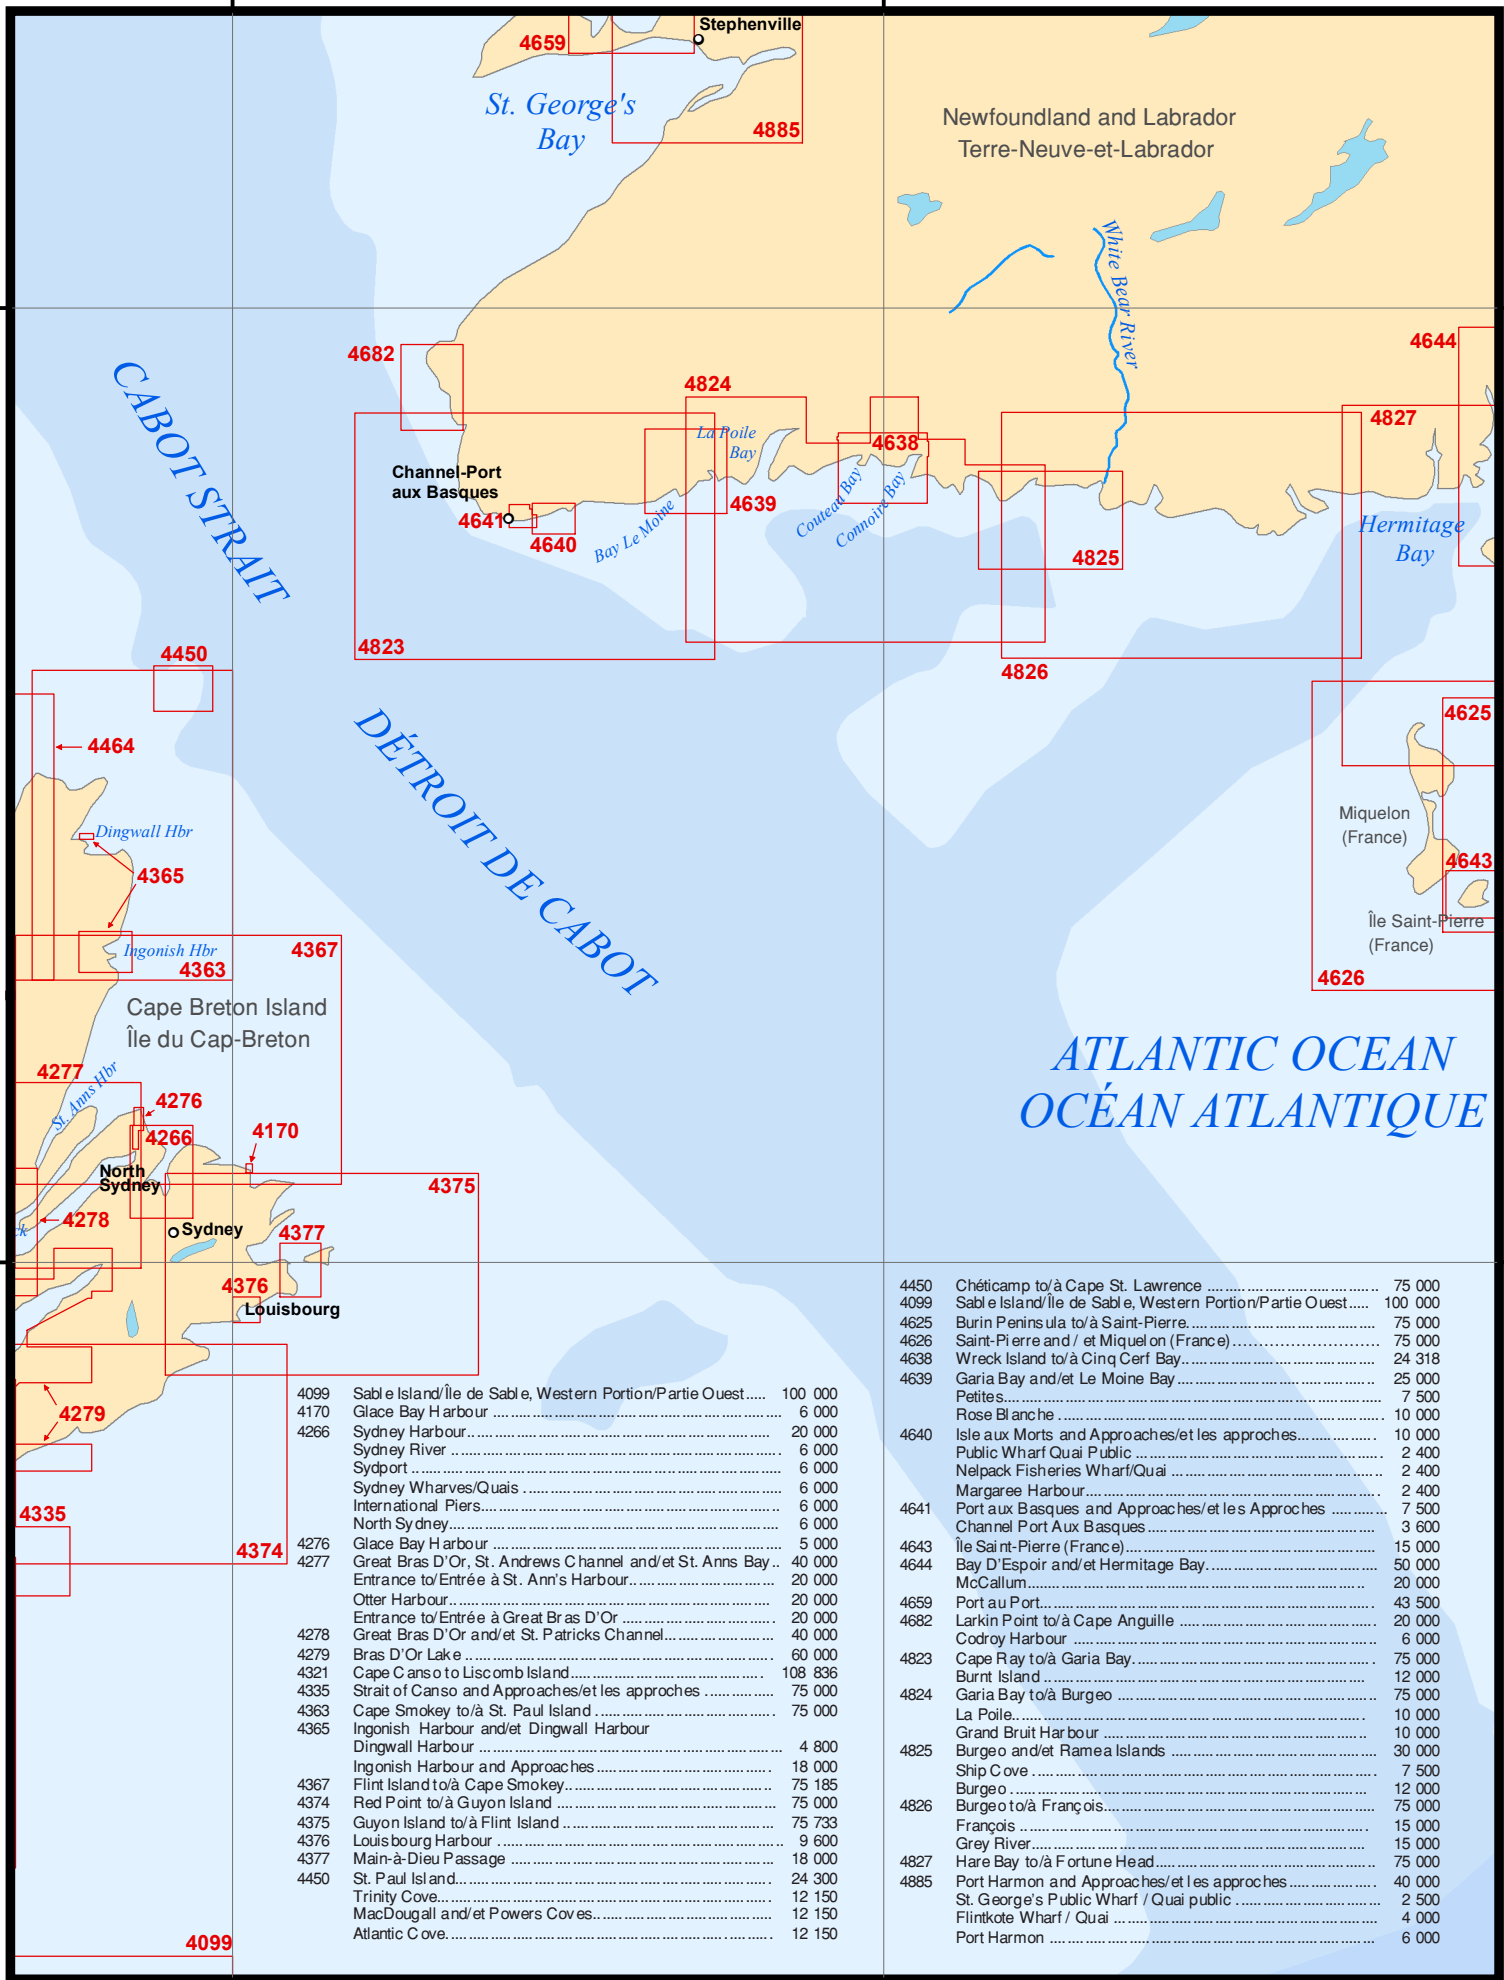 Stephenville
4659
St. George's
Bay
4885
Newfoundland and Labrador
Terre-Neuve-et-Labrador
White Bear River
4682
4644
4824
4827
CABOT STRAIT
La Poile
Bay
4638
Channel-Port
aux Basques
4639
4641
4640
Bay Le Moine
Couteau Bay
Connoire Bay
4825
Hermitage
Bay
4823
4826
4450
4464
4625
DÉTROIT DE CABOT
Dingwall Hbr
4365
Miquelon
(France)
4643
Île Saint-Pierre
(France)
4367
Ingonish Hbr
4363
4626
Cape Breton Island
Île du Cap-Breton
ATLANTIC OCEAN
OCÉAN ATLANTIQUE
4277
St. Anns Hbr
4276
4266
4170
North
Sydney
4375
4278
ck
Sydney
4377
4376
Louisbourg
4279
4335
4374
4099
4099 Sable Island/Île de Sable, Western Portion/Partie Ouest..... 100 000
4170 Glace Bay Harbour ..... 6 000
4266 Sydney Harbour..... 20 000
Sydney River ..... 6 000
Sydport ..... 6 000
Sydney Wharves/Quais ..... 6 000
International Piers..... 6 000
North Sydney..... 6 000
4276 Glace Bay Harbour ..... 5 000
4277 Great Bras D'Or, St. Andrews Channel and/et St. Anns Bay.. 40 000
Entrance to/Entrée à St. Ann's Harbour..... 20 000
Otter Harbour..... 20 000
Entrance to/Entrée à Great Bras D'Or ..... 20 000
4278 Great Bras D'Or and/et St. Patricks Channel..... 40 000
4279 Bras D'Or Lake ..... 60 000
4321 Cape Canso to Liscomb Island..... 108 836
4335 Strait of Canso and Approaches/et les approches ..... 75 000
4363 Cape Smokey to/à St. Paul Island ..... 75 000
4365 Ingonish Harbour and/et Dingwall Harbour
Dingwall Harbour ..... 4 800
Ingonish Harbour and Approaches..... 18 000
4367 Flint Island to/à Cape Smokey..... 75 185
4374 Red Point to/à Guyon Island ..... 75 000
4375 Guyon Island to/à Flint Island ..... 75 733
4376 Louisbourg Harbour ..... 9 600
4377 Main-à-Dieu Passage ..... 18 000
4450 St. Paul Island..... 24 300
Trinity Cove..... 12 150
MacDougall and/et Powers Coves..... 12 150
Atlantic Cove..... 12 150
4450 Chéticamp to/à Cape St. Lawrence ..... 75 000
4099 Sable Island/Île de Sable, Western Portion/Partie Ouest..... 100 000
4625 Burin Peninsula to/à Saint-Pierre..... 75 000
4626 Saint-Pierre and / et Miquelon (France)..... 75 000
4638 Wreck Island to/à Cinq Cerf Bay..... 24 318
4639 Garia Bay and/et Le Moine Bay..... 25 000
Petites..... 7 500
Rose Blanche ..... 10 000
4640 Isle aux Morts and Approaches/et les approches..... 10 000
Public Wharf Quai Public ..... 2 400
Nelpack Fisheries Wharf/Quai ..... 2 400
Margaree Harbour..... 2 400
4641 Port aux Basques and Approaches/et les Approches ..... 7 500
Channel Port Aux Basques ..... 3 600
4643 Île Saint-Pierre (France)..... 15 000
4644 Bay D'Espoir and/et Hermitage Bay..... 50 000
McCallum..... 20 000
4659 Port au Port..... 43 500
4682 Larkin Point to/à Cape Anguille ..... 20 000
Codroy Harbour ..... 6 000
4823 Cape Ray to/à Garia Bay..... 75 000
Burnt Island ..... 12 000
4824 Garia Bay to/à Burgeo ..... 75 000
La Poile..... 10 000
Grand Bruit Harbour ..... 10 000
4825 Burgeo and/et Ramea Islands ..... 30 000
Ship Cove ..... 7 500
Burgeo ..... 12 000
4826 Burgeo to/à François..... 75 000
François ..... 15 000
Grey River..... 15 000
4827 Hare Bay to/à Fortune Head..... 75 000
4885 Port Harmon and Approaches/et les approches ..... 40 000
St. George's Public Wharf / Quai public ..... 2 500
Flintkote Wharf / Quai ..... 4 000
Port Harmon ..... 6 000